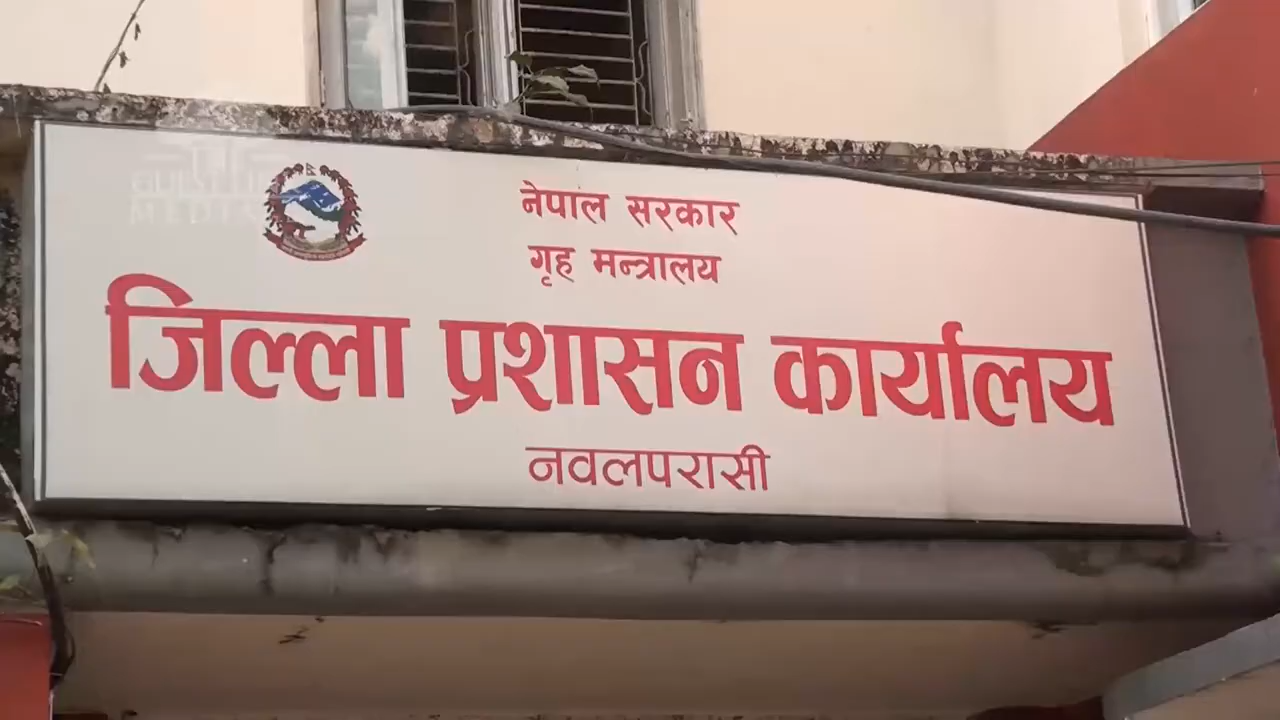 नेपाल सरकार
गृह मन्त्रालय
जिल्ला प्रशासन कार्यालय
नवलपरासी